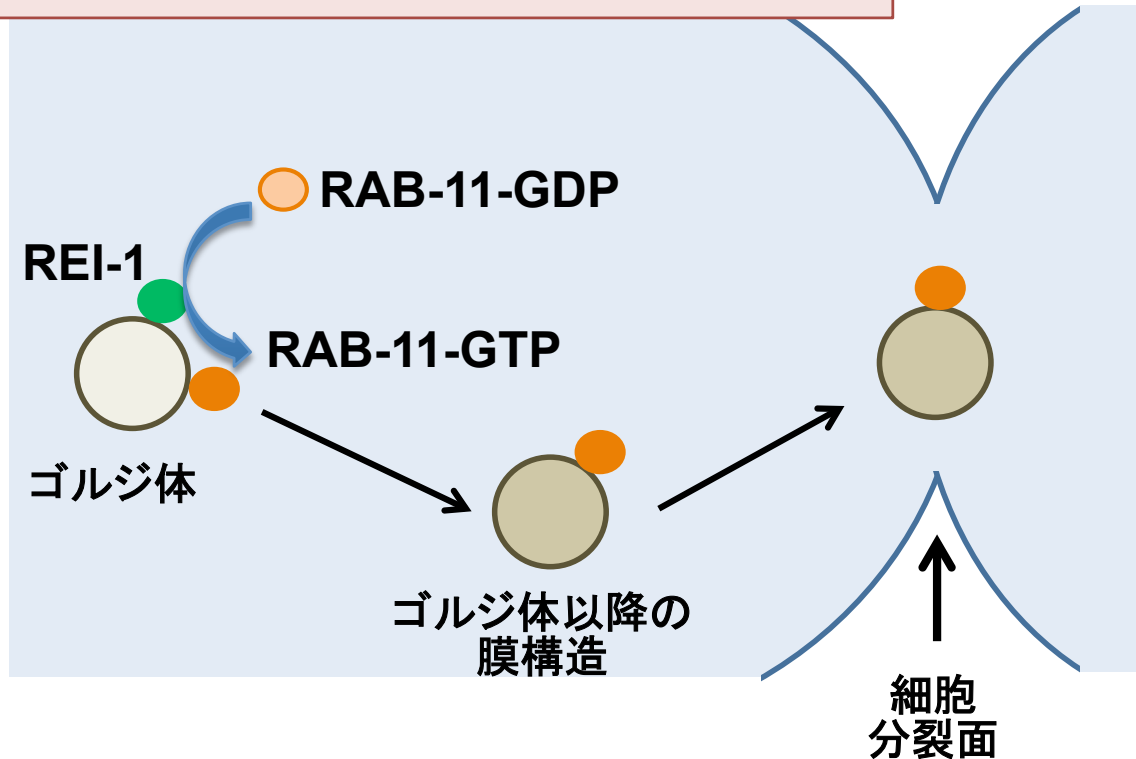 RAB-11-GDP
REI-1
RAB-11-GTP
ゴルジ体
ゴルジ体以降の
膜構造
細胞
分裂面